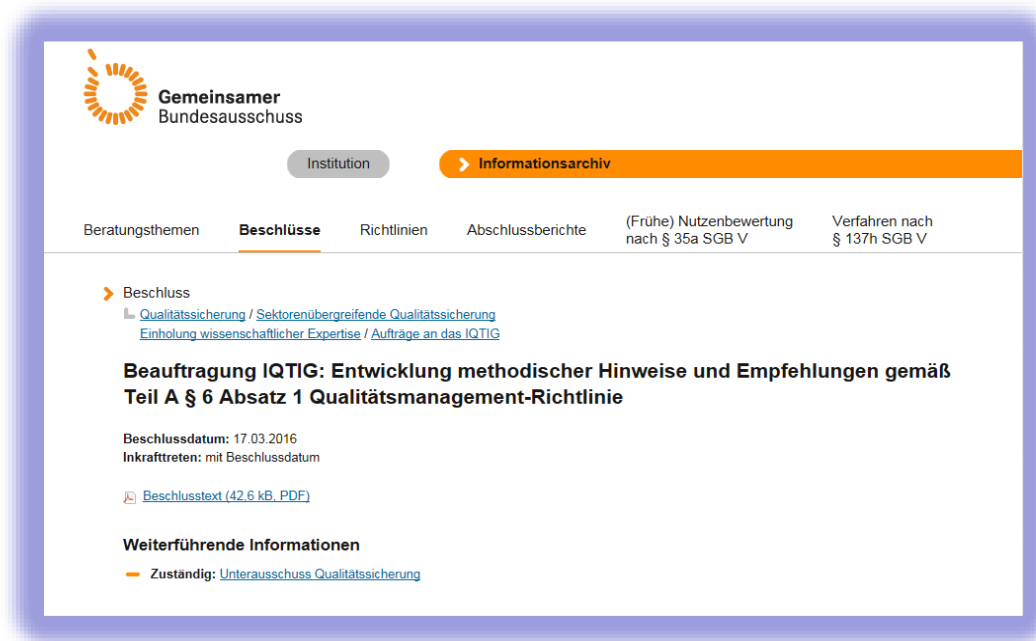 Gemeinsamer
Bundesausschuss
Institution
Informationsarchiv
Beratungsthemen
Beschlüsse
Richtlinien
Abschlussberichte
(Frühe) Nutzenbewertung
nach § 35a SGB V
Verfahren nach
§ 137h SGB V
Beschluss
Qualitätssicherung / Sektorenübergreifende Qualitätssicherung
Einholung wissenschaftlicher Expertise / Aufträge an das IQTIG
Beauftragung IQTIG: Entwicklung methodischer Hinweise und Empfehlungen gemäß
Teil A § 6 Absatz 1 Qualitätsmanagement-Richtlinie
Beschlussdatum: 17.03.2016
Inkrafttreten: mit Beschlussdatum
Beschlusstext (42,6 kB, PDF)
Weiterführende Informationen
Zuständig: Unterausschuss Qualitätssicherung